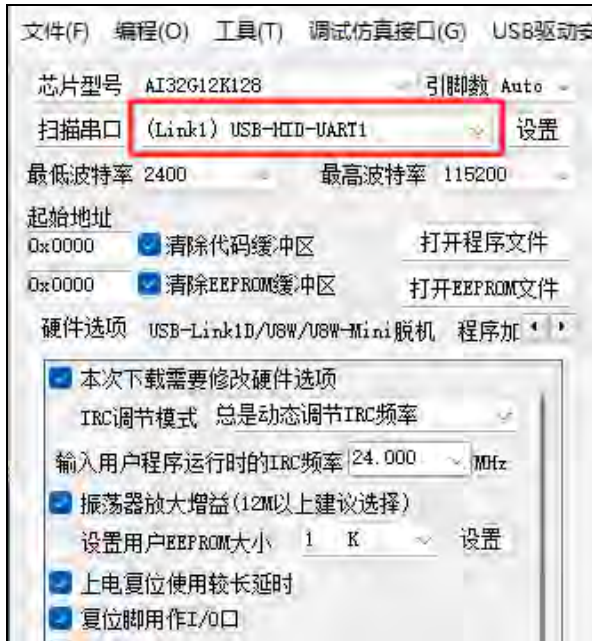 文件(F) 编程(O) 工具(T) 调试仿真接口(G) USB驱动安
芯片型号 AI32G12K128 引脚数 Auto
扫描串口 (Link1) USB-HID-UART1 设置
最低波特率 2400 最高波特率 115200
起始地址
0x0000 清除代码缓冲区 打开程序文件
0x0000 清除EEPROM缓冲区 打开EEPROM文件
硬件选项 USB-Link1D/U8W/U8W-Mini脱机 程序加
本次下载需要修改硬件选项
IRC调节模式 总是动态调节IRC频率
输入用户程序运行时的IRC频率 24.000 MHz
振荡器放大增益(12M以上建议选择)
设置用户EEPROM大小 1 K 设置
上电复位使用较长延时
复位脚用作I/O口